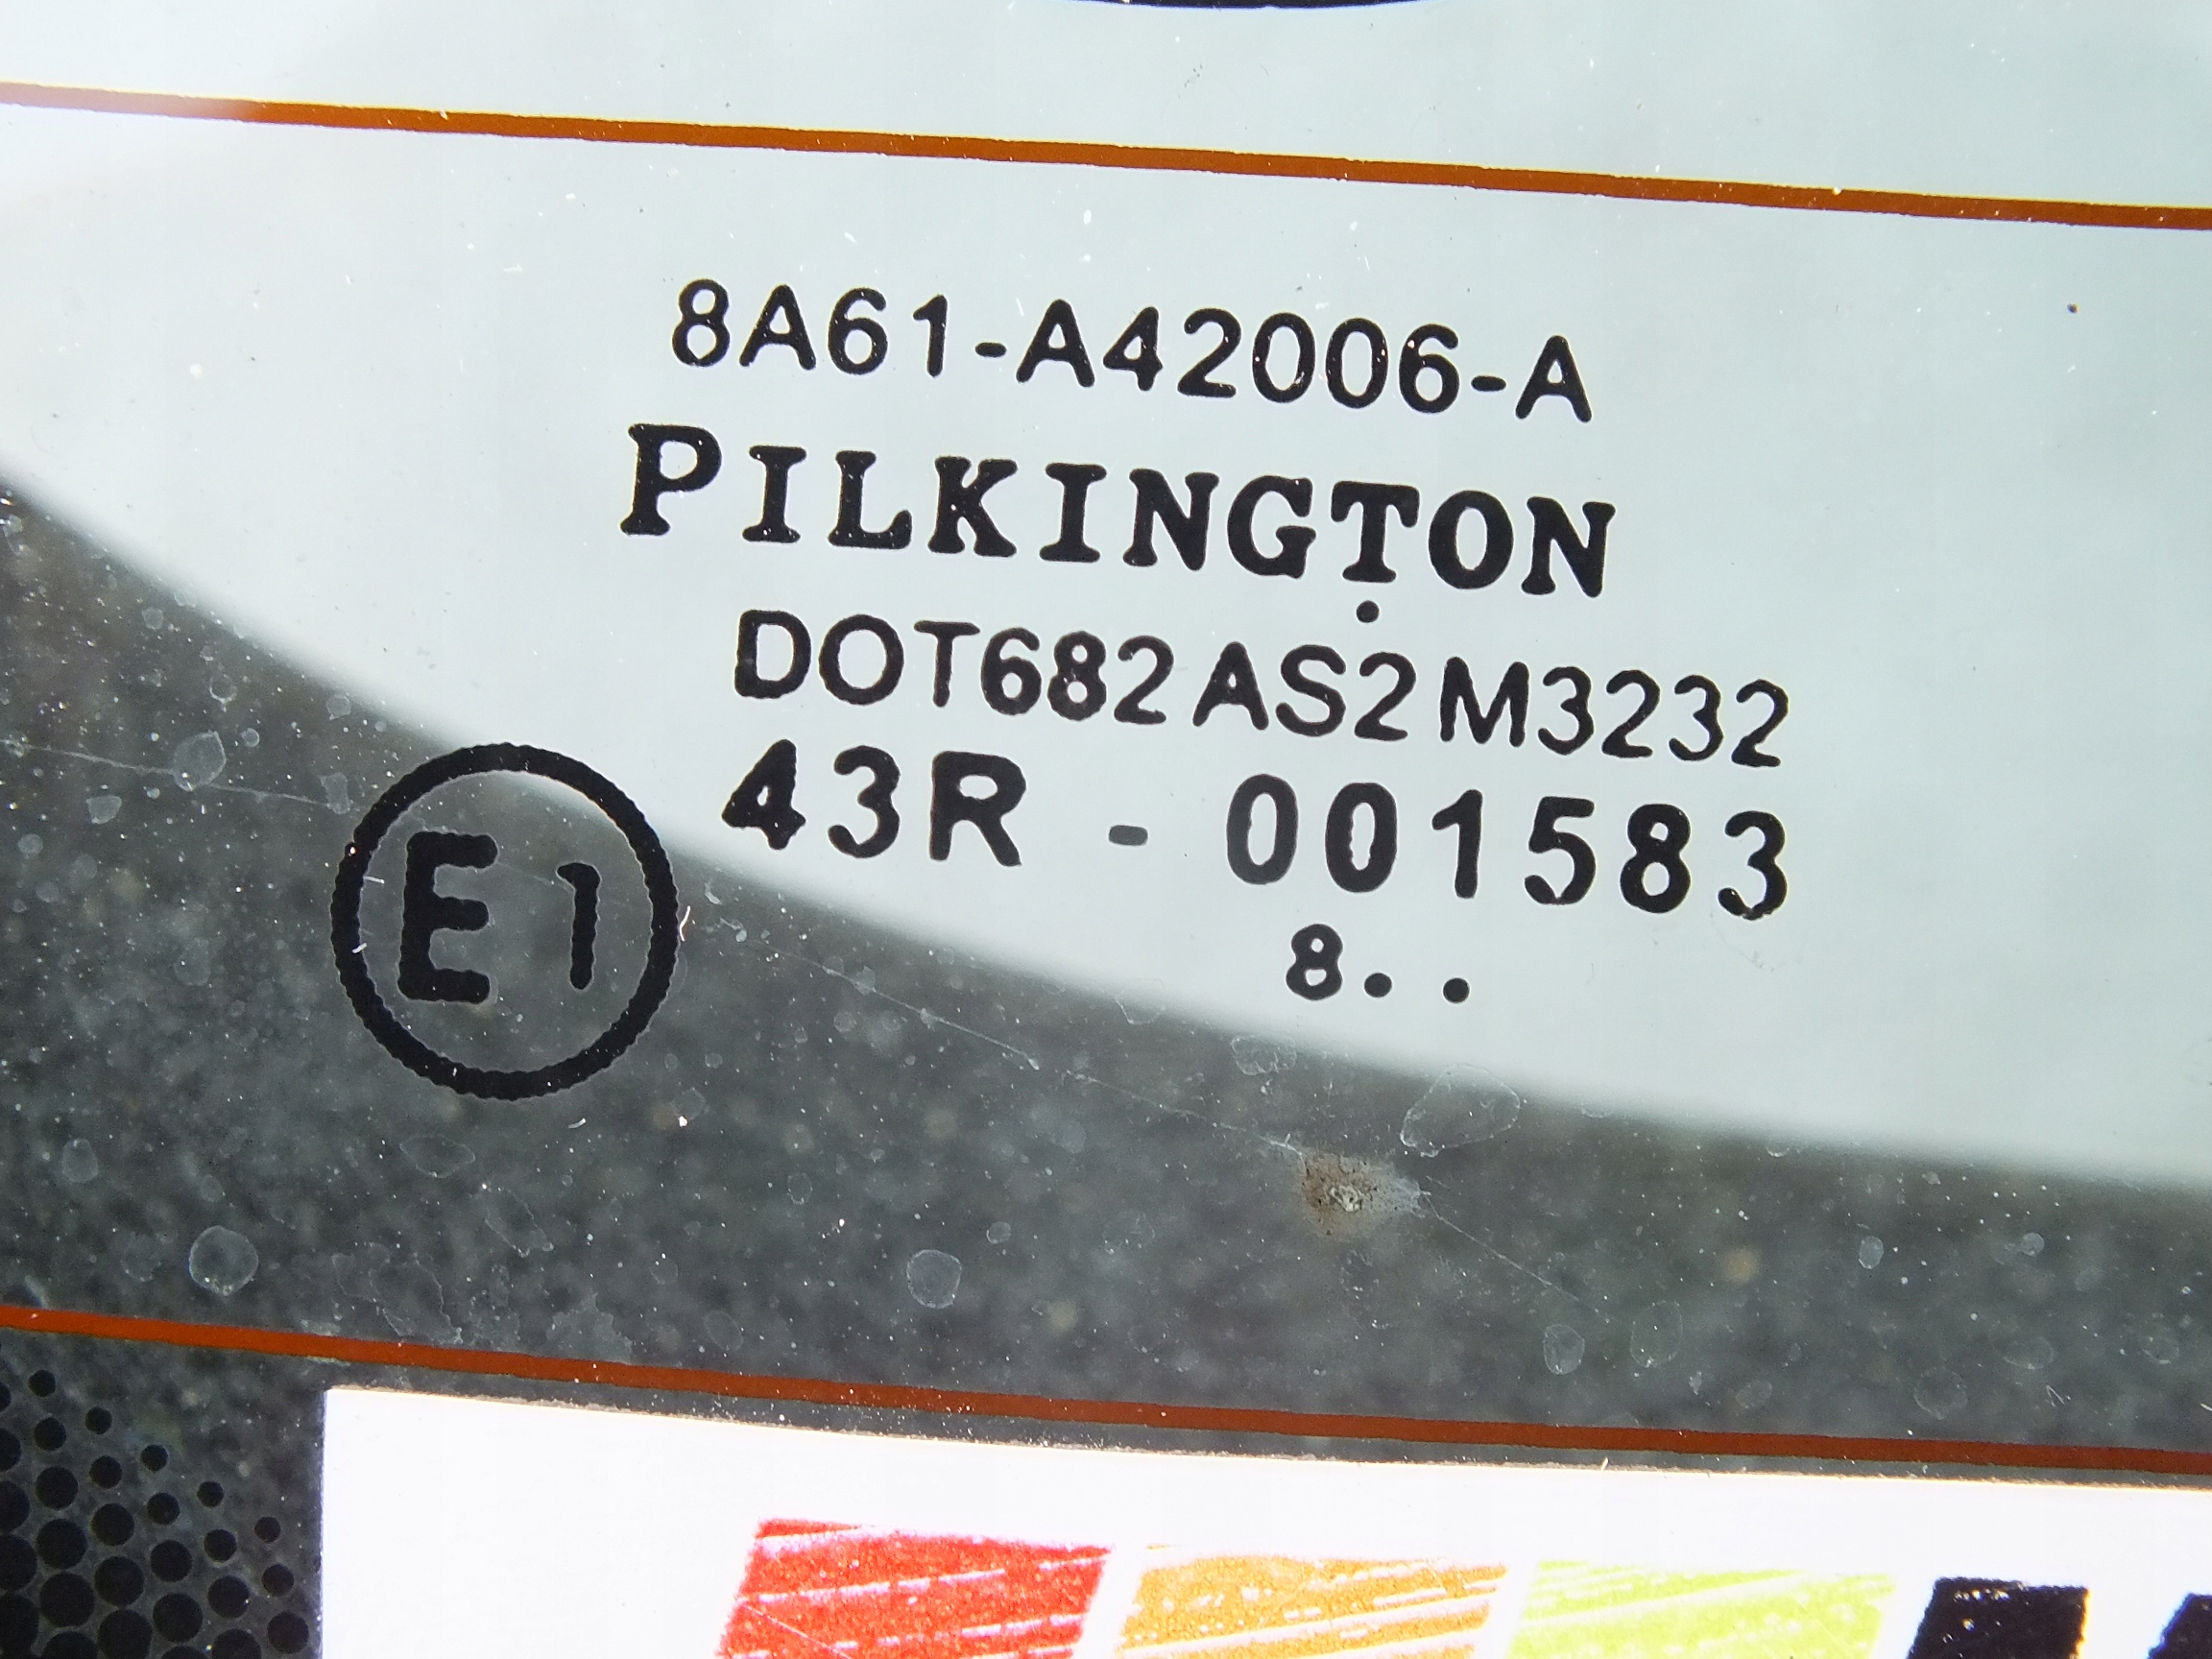 8A61-A42006-A
PILKINGTON
DOT682 AS2 M3232
43R - 001583
E1
8. .